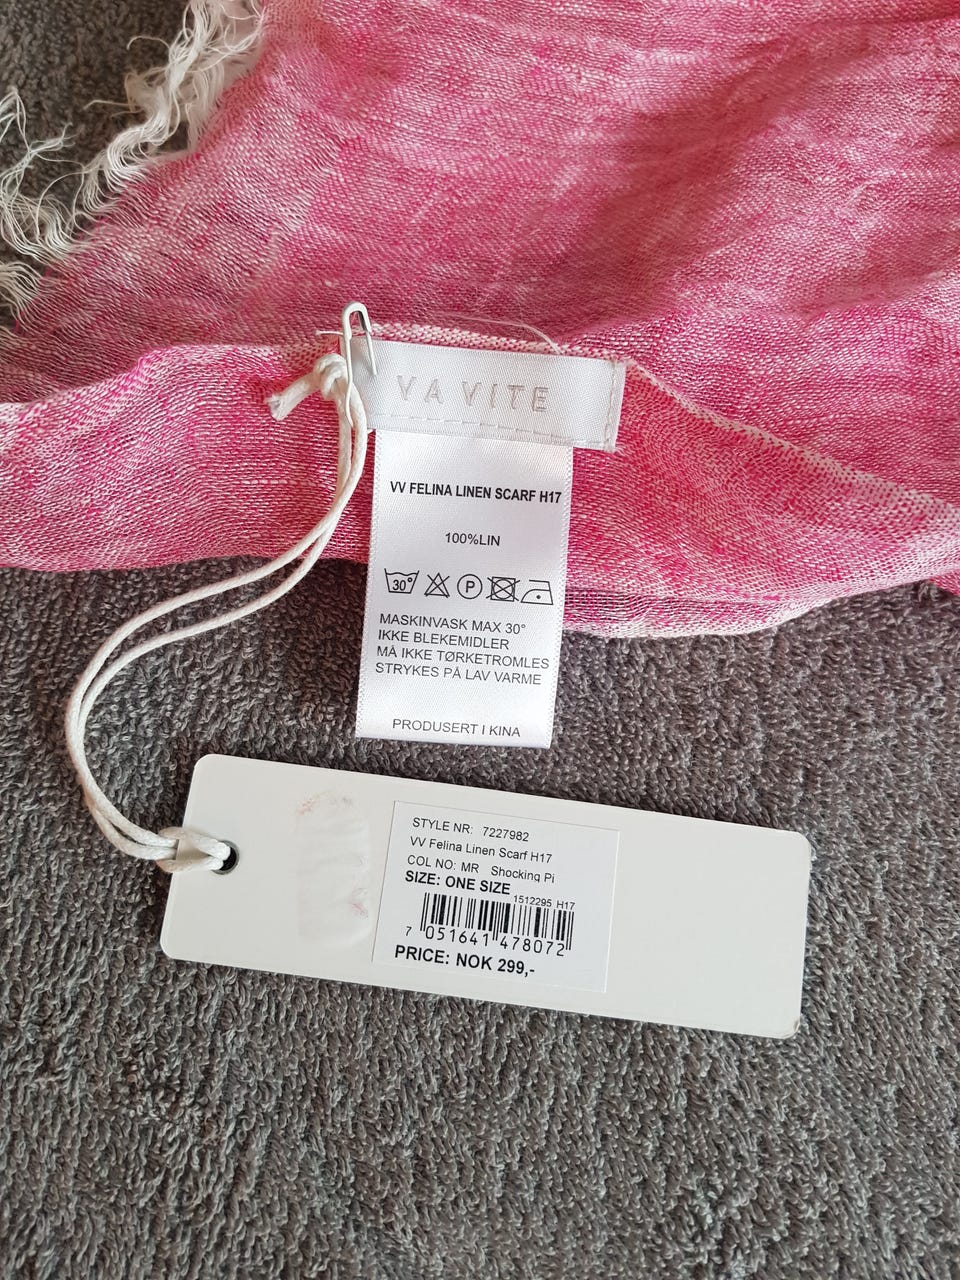 VA VITE
VV FELINA LINEN SCARF H17
100%LIN
30°
P
MASKINVASK MAX 30°
IKKE BLEKEMIDLER
MÅ IKKE TØRKETROMLES
STRYKES PÅ LAV VARME
PRODUSERT I KINA
STYLE NR: 7227982
VV Felina Linen Scarf H17
COL NO: MR Shocking Pi
SIZE: ONE SIZE
1512295 H17
7 051641 478072
PRICE: NOK 299,-